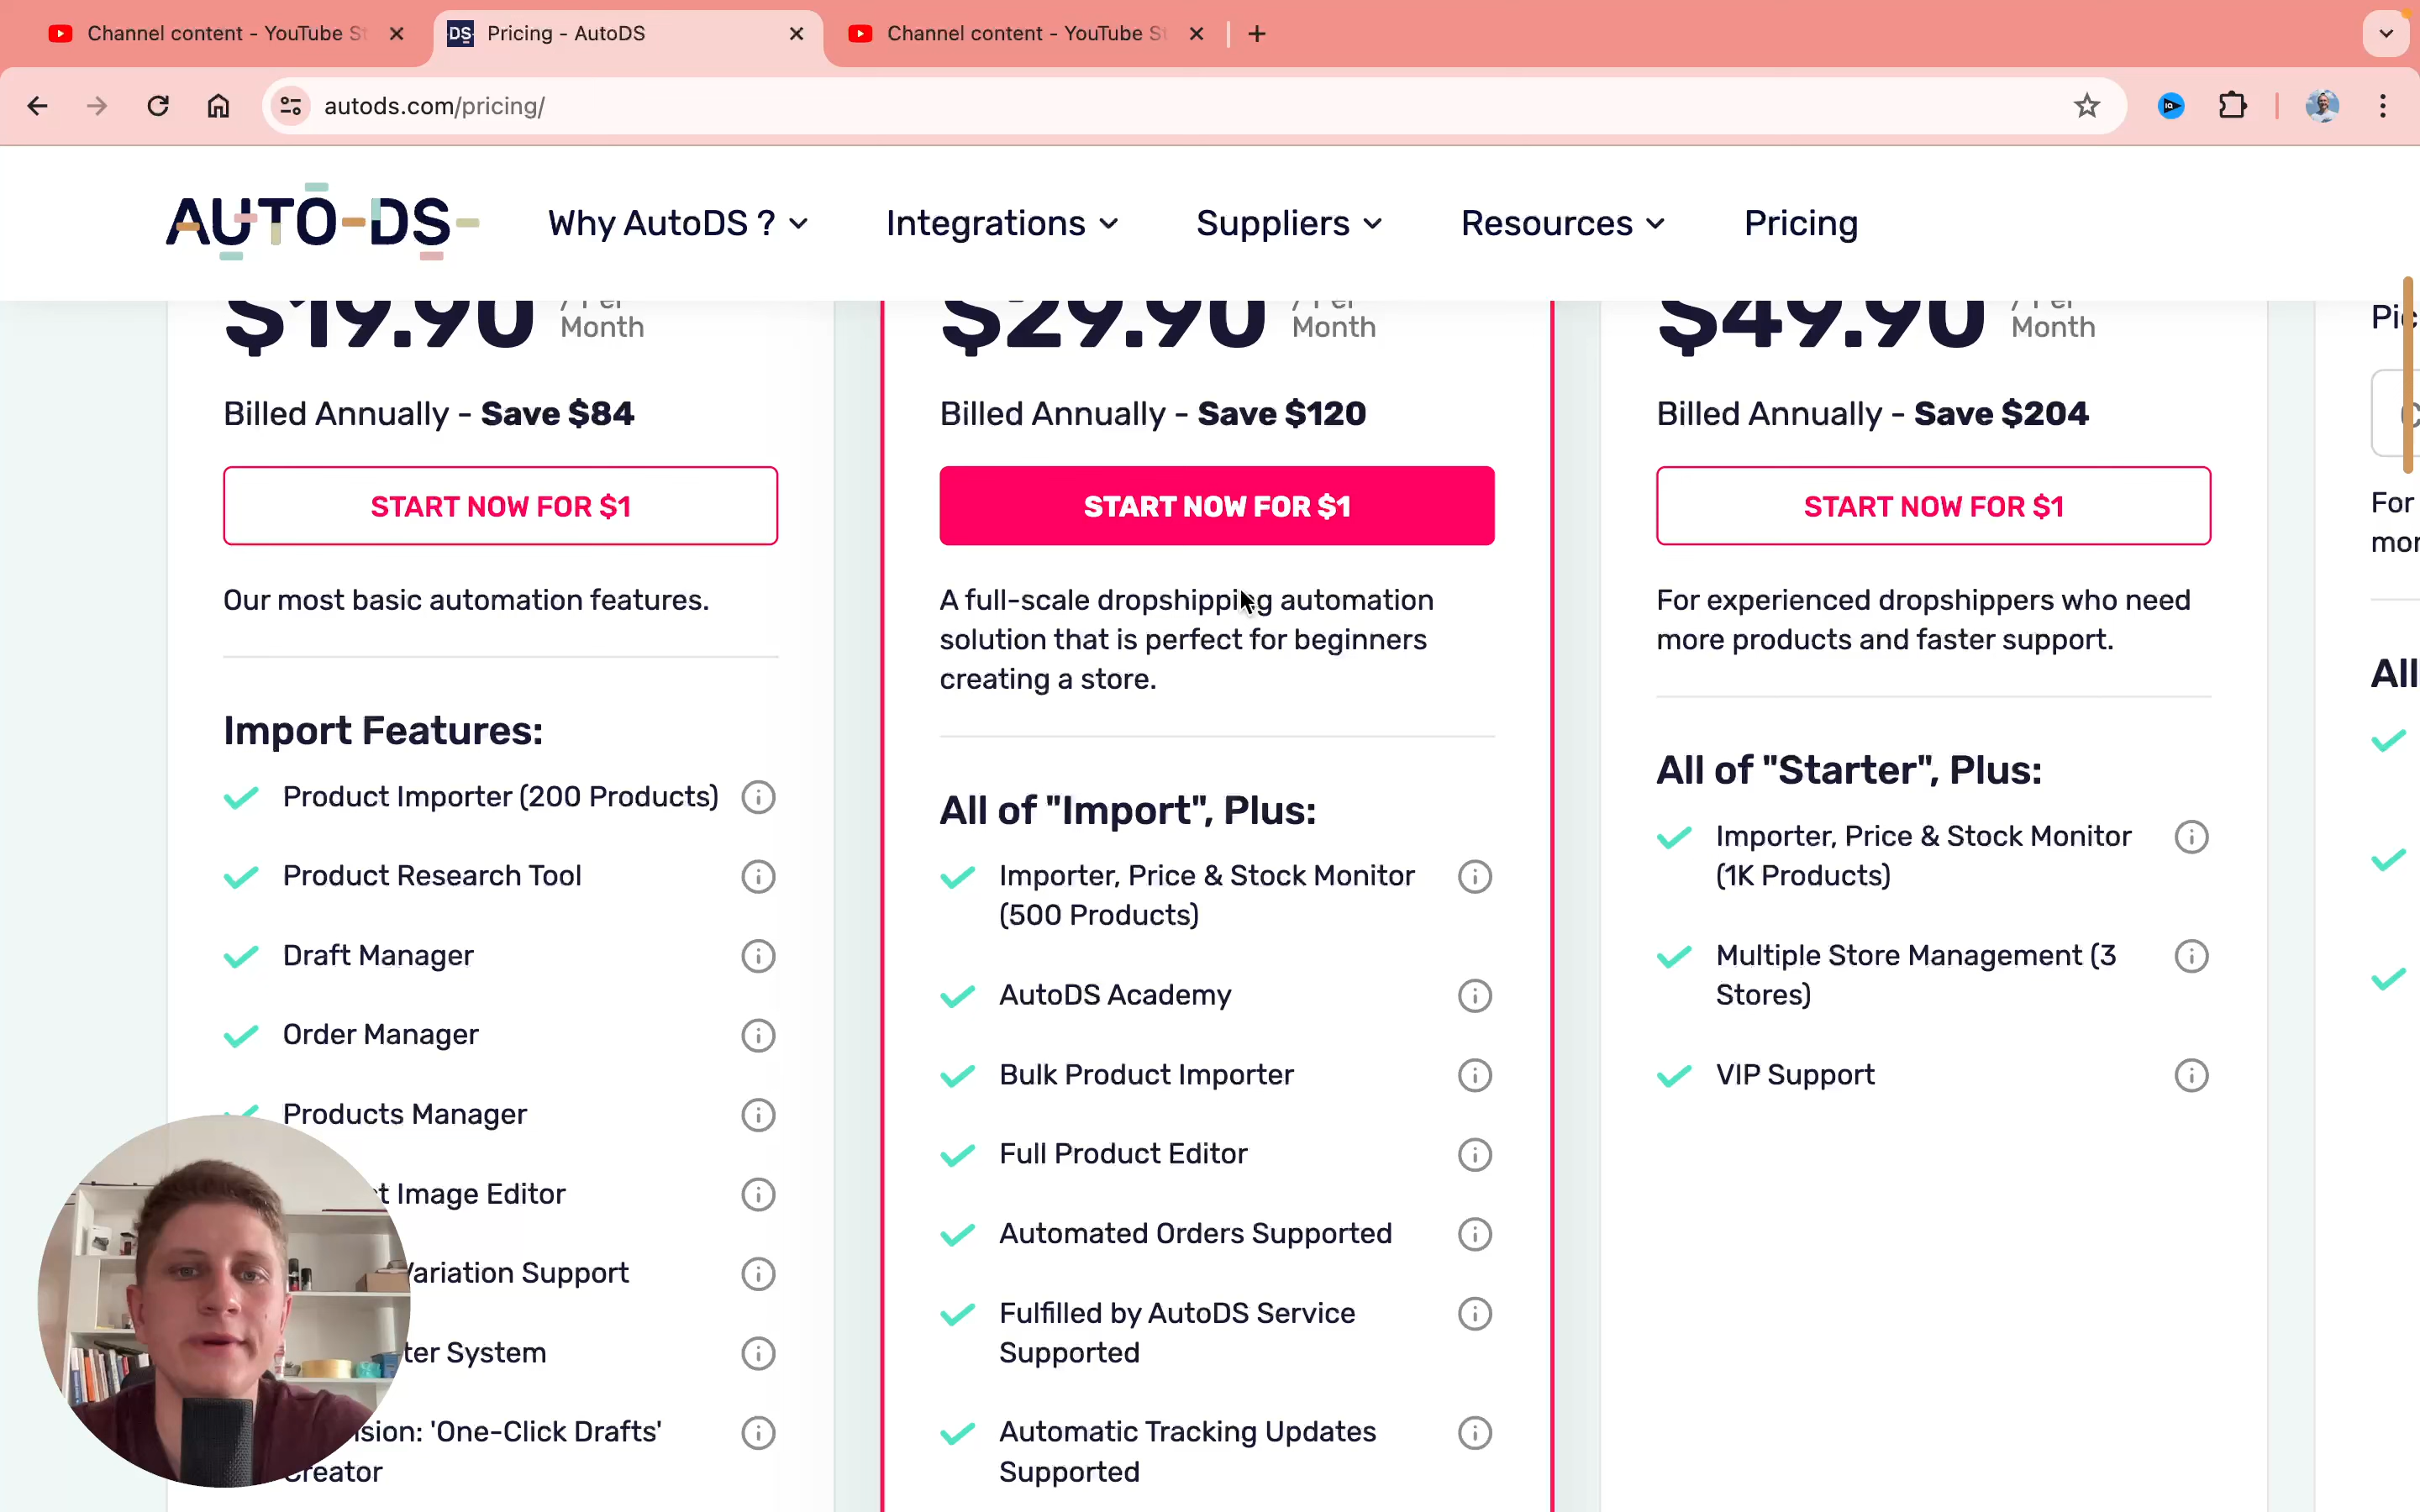 Channel content - YouTube St
Pricing - AutoDS
Channel content - YouTube St
autods.com/pricing/
AUTO-DS-
Why AutoDS ?
Integrations
Suppliers
Resources
Pricing
$19.90 / Per
Month
Billed Annually - Save $84
START NOW FOR $1
Our most basic automation features.
Import Features:
Product Importer (200 Products)
Product Research Tool
Draft Manager
Order Manager
Products Manager
t Image Editor
Variation Support
ter System
sion: 'One-Click Drafts'
Creator
$29.90 / Per
Month
Billed Annually - Save $120
START NOW FOR $1
A full-scale dropshipping automation
solution that is perfect for beginners
creating a store.
All of "Import", Plus:
Importer, Price & Stock Monitor
(500 Products)
AutoDS Academy
Bulk Product Importer
Full Product Editor
Automated Orders Supported
Fulfilled by AutoDS Service
Supported
Automatic Tracking Updates
Supported
$49.90 / Per
Month
Billed Annually - Save $204
START NOW FOR $1
For experienced dropshippers who need
more products and faster support.
All of "Starter", Plus:
Importer, Price & Stock Monitor
(1K Products)
Multiple Store Management (3
Stores)
VIP Support
For
All